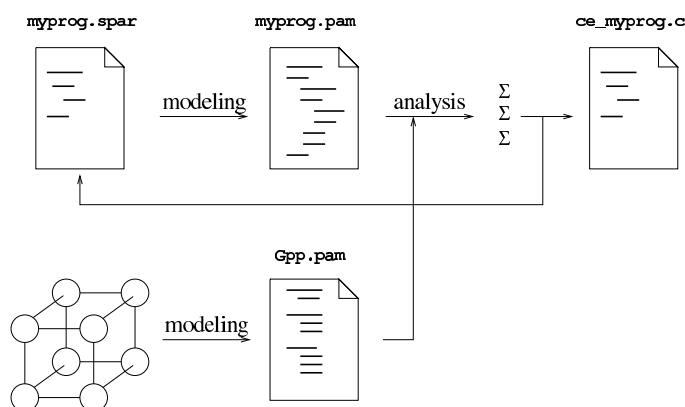 myprog.spar
myprog.pam
ce_myprog.c
modeling
analysis
Σ
Σ
Σ
Gpp.pam
modeling